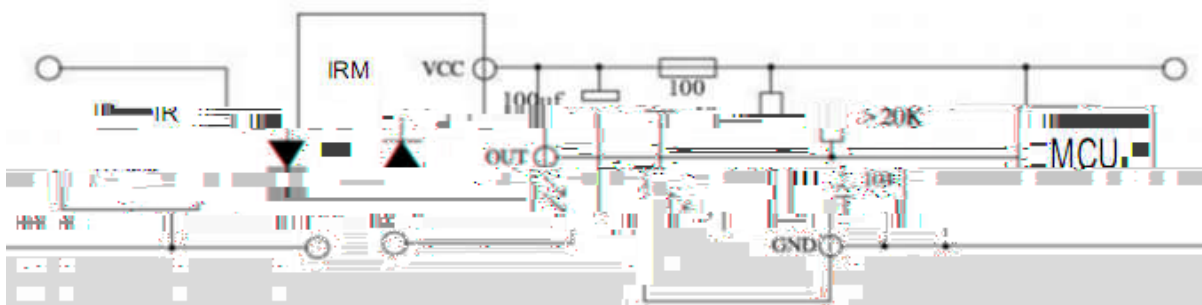 IRM
VCC
100
100uf
IR
> 20K
OUT
MCU
GND